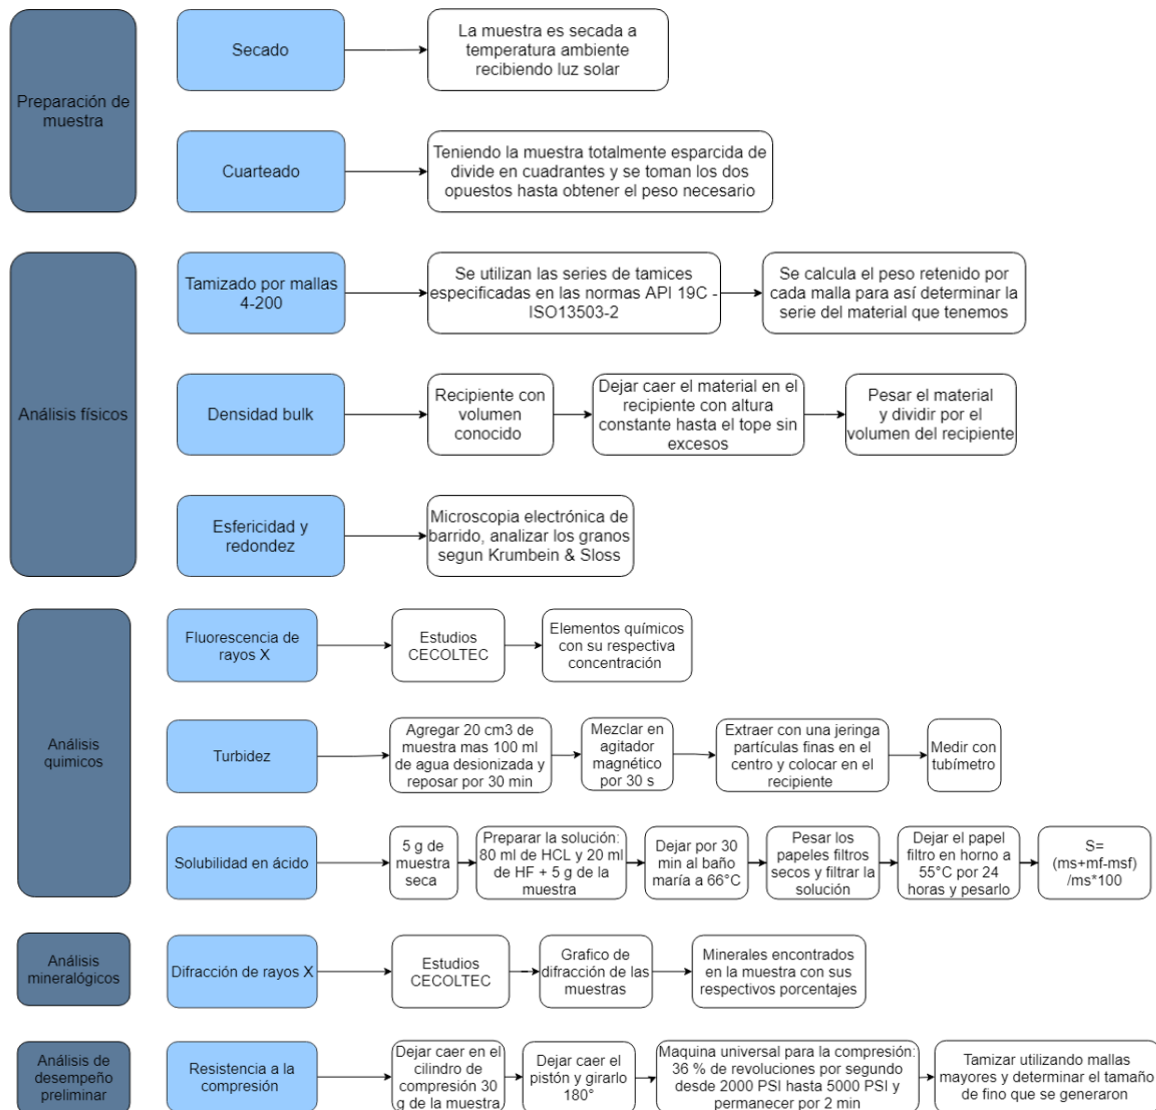 Preparación de
muestra
Secado
La muestra es secada a
temperatura ambiente
recibiendo luz solar
Cuarteado
Teniendo la muestra totalmente esparcida de
divide en cuadrantes y se toman los dos
opuestos hasta obtener el peso necesario
Análisis físicos
Tamizado por mallas
4-200
Se utilizan las series de tamices
especificadas en las normas API 19C -
ISO13503-2
Se calcula el peso retenido por
cada malla para así determinar la
serie del material que tenemos
Densidad bulk
Recipiente con
volumen
conocido
Dejar caer el material en el
recipiente con altura
constante hasta el tope sin
excesos
Pesar el material
y dividir por el
volumen del recipiente
Esfericidad y
redondez
Microscopia electrónica de
barrido, analizar los granos
segun Krumbein & Sloss
Análisis
quimicos
Fluorescencia de
rayos X
Estudios
CECOLTEC
Elementos químicos
con su respectiva
concentración
Turbidez
Agregar 20 cm3 de
muestra mas 100 ml
de agua desionizada y
reposar por 30 min
Mezclar en
agitador
magnético
por 30 s
Extraer con una jeringa
partículas finas en el
centro y colocar en el
recipiente
Medir con
tubímetro
Solubilidad en ácido
5 g de
muestra
seca
Preparar la solución:
80 ml de HCL y 20 ml
de HF + 5 g de la
muestra
Dejar por 30
min al baño
maría a 66°C
Pesar los
papeles filtros
secos y filtrar la
solución
Dejar el papel
filtro en horno a
55°C por 24
horas y pesarlo
S=
(ms+mf-msf)
/ms*100
Análisis
mineralógicos
Difracción de rayos X
Estudios
CECOLTEC
Grafico de
difracción de las
muestras
Minerales encontrados
en la muestra con sus
respectivos porcentajes
Análisis de
desempeño
preliminar
Resistencia a la
compresión
Dejar caer en el
cilindro de
compresión 30
g de la muestra
Dejar caer el
pistón y girarlo
180°
Maquina universal para la compresión:
36 % de revoluciones por segundo
desde 2000 PSI hasta 5000 PSI y
permanecer por 2 min
Tamizar utilizando mallas
mayores y determinar el tamaño
de fino que se generaron